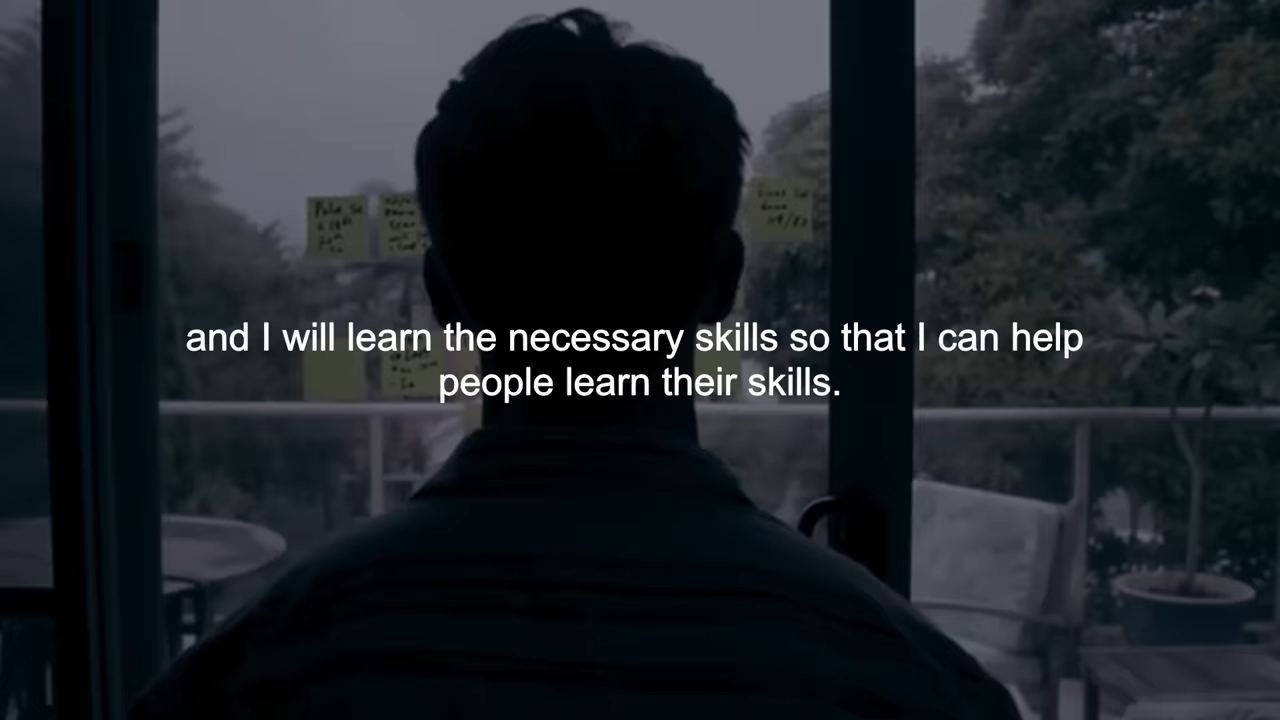 and I will learn the necessary skills so that I can help
people learn their skills.